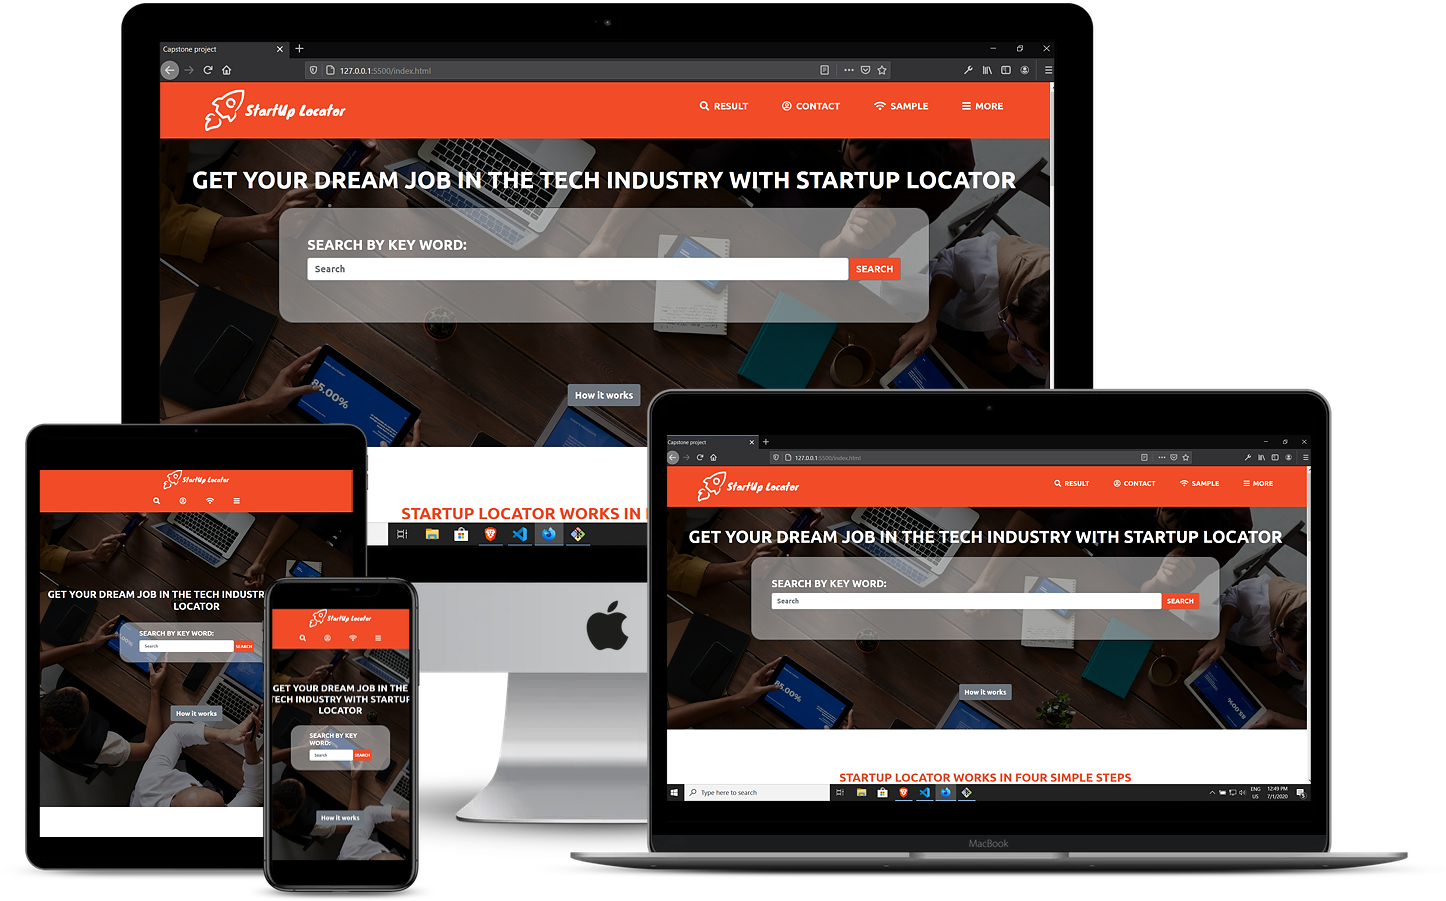 Capstone project
127.0.0.1:5500/index.html
StartUp Locator
RESULT
CONTACT
SAMPLE
MORE
GET YOUR DREAM JOB IN THE TECH INDUSTRY WITH STARTUP LOCATOR
SEARCH BY KEY WORD:
Search
SEARCH
85.00%
How it works
STARTUP LOCATOR WORKS IN
Capstone project
127.0.0.1:5500/index.html
StartUp Locator
RESULT
CONTACT
SAMPLE
MORE
GET YOUR DREAM JOB IN THE TECH INDUSTRY WITH STARTUP LOCATOR
SEARCH BY KEY WORD:
Search
SEARCH
85.00%
85.00%
How it works
STARTUP LOCATOR WORKS IN FOUR SIMPLE STEPS
Type here to search
ENG
US
12:49 PM
7/1/2020
MacBook
StartUp Locator
GET YOUR DREAM JOB IN THE TECH INDUSTR
LOCATOR
SEARCH BY KEY WORD:
Search
SEARCH
How it works
StartUp Locator
GET YOUR DREAM JOB IN THE
TECH INDUSTRY WITH STARTUP
LOCATOR
SEARCH BY KEY
WORD:
Search
SEARCH
How it works